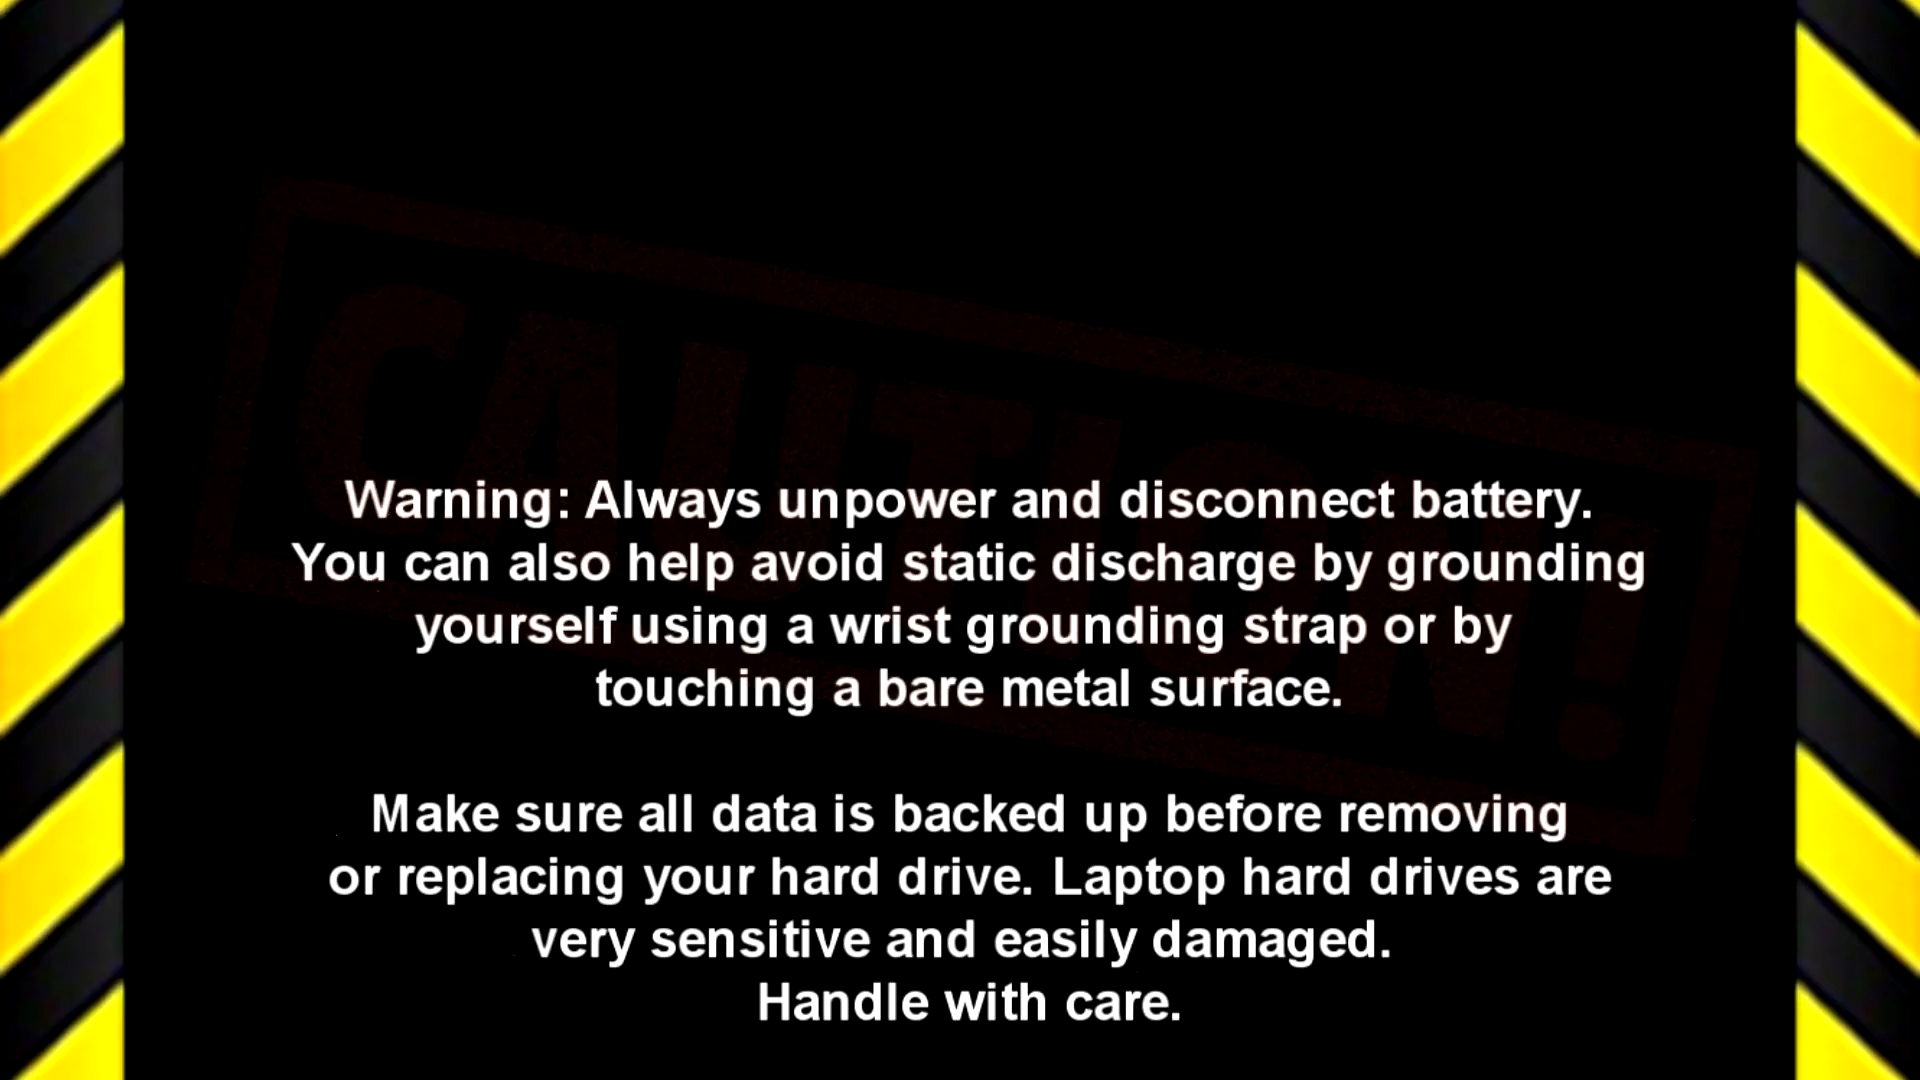 CAUTION!
Warning: Always unpower and disconnect battery.
You can also help avoid static discharge by grounding
yourself using a wrist grounding strap or by
touching a bare metal surface.
Make sure all data is backed up before removing
or replacing your hard drive. Laptop hard drives are
very sensitive and easily damaged.
Handle with care.